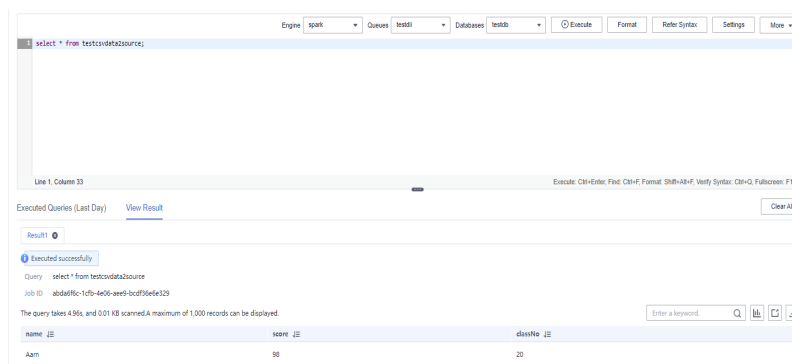 Engine spark Queues testdli Databases testdb Execute Format Refer Syntax Settings More
1 select * from testcsvdata2source;
Line 1, Column 33 Execute: Ctrl+Enter, Find: Ctrl+F, Format: Shift+Alt+F, Verify Syntax: Ctrl+Q, Fullscreen: F1
Executed Queries (Last Day) View Result Clear Al
Result1
Executed successfully
Query select * from testcsvdata2source
Job ID abda6f6c-1cfb-4e06-aee9-bcdf36e6e329
The query takes 4.96s, and 0.01 KB scanned.A maximum of 1,000 records can be displayed. Enter a keyword.
name score classNo
Aarn 98 20